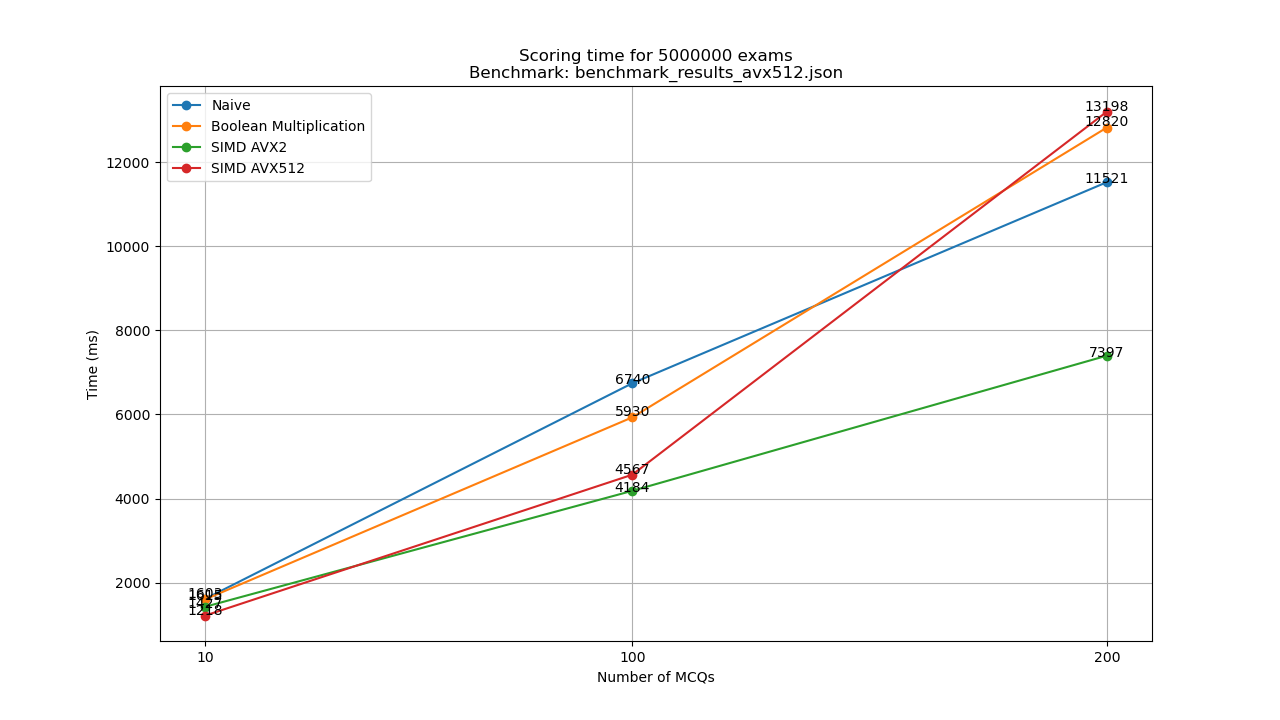 Scoring time for 5000000 exams
Benchmark: benchmark_results_avx512.json
Naive
Boolean Multiplication
SIMD AVX2
SIMD AVX512
13198
12820
11521
7397
6740
5930
4567
4184
1427
1218
12000
10000
8000
6000
4000
2000
Time (ms)
10
100
200
Number of MCQs